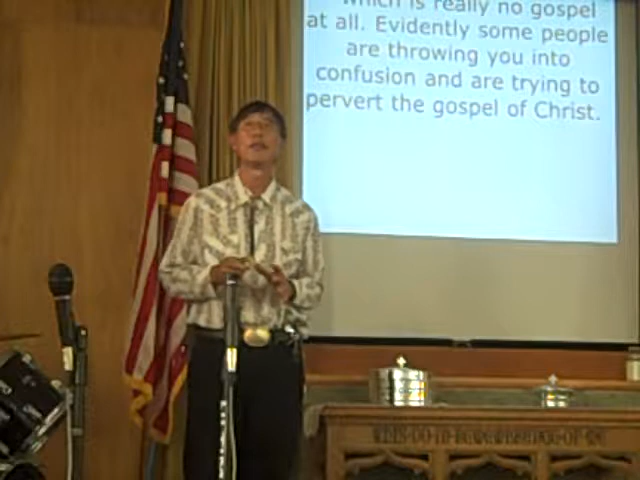 which is really no gospel
at all. Evidently some people
are throwing you into
confusion and are trying to
pervert the gospel of Christ.